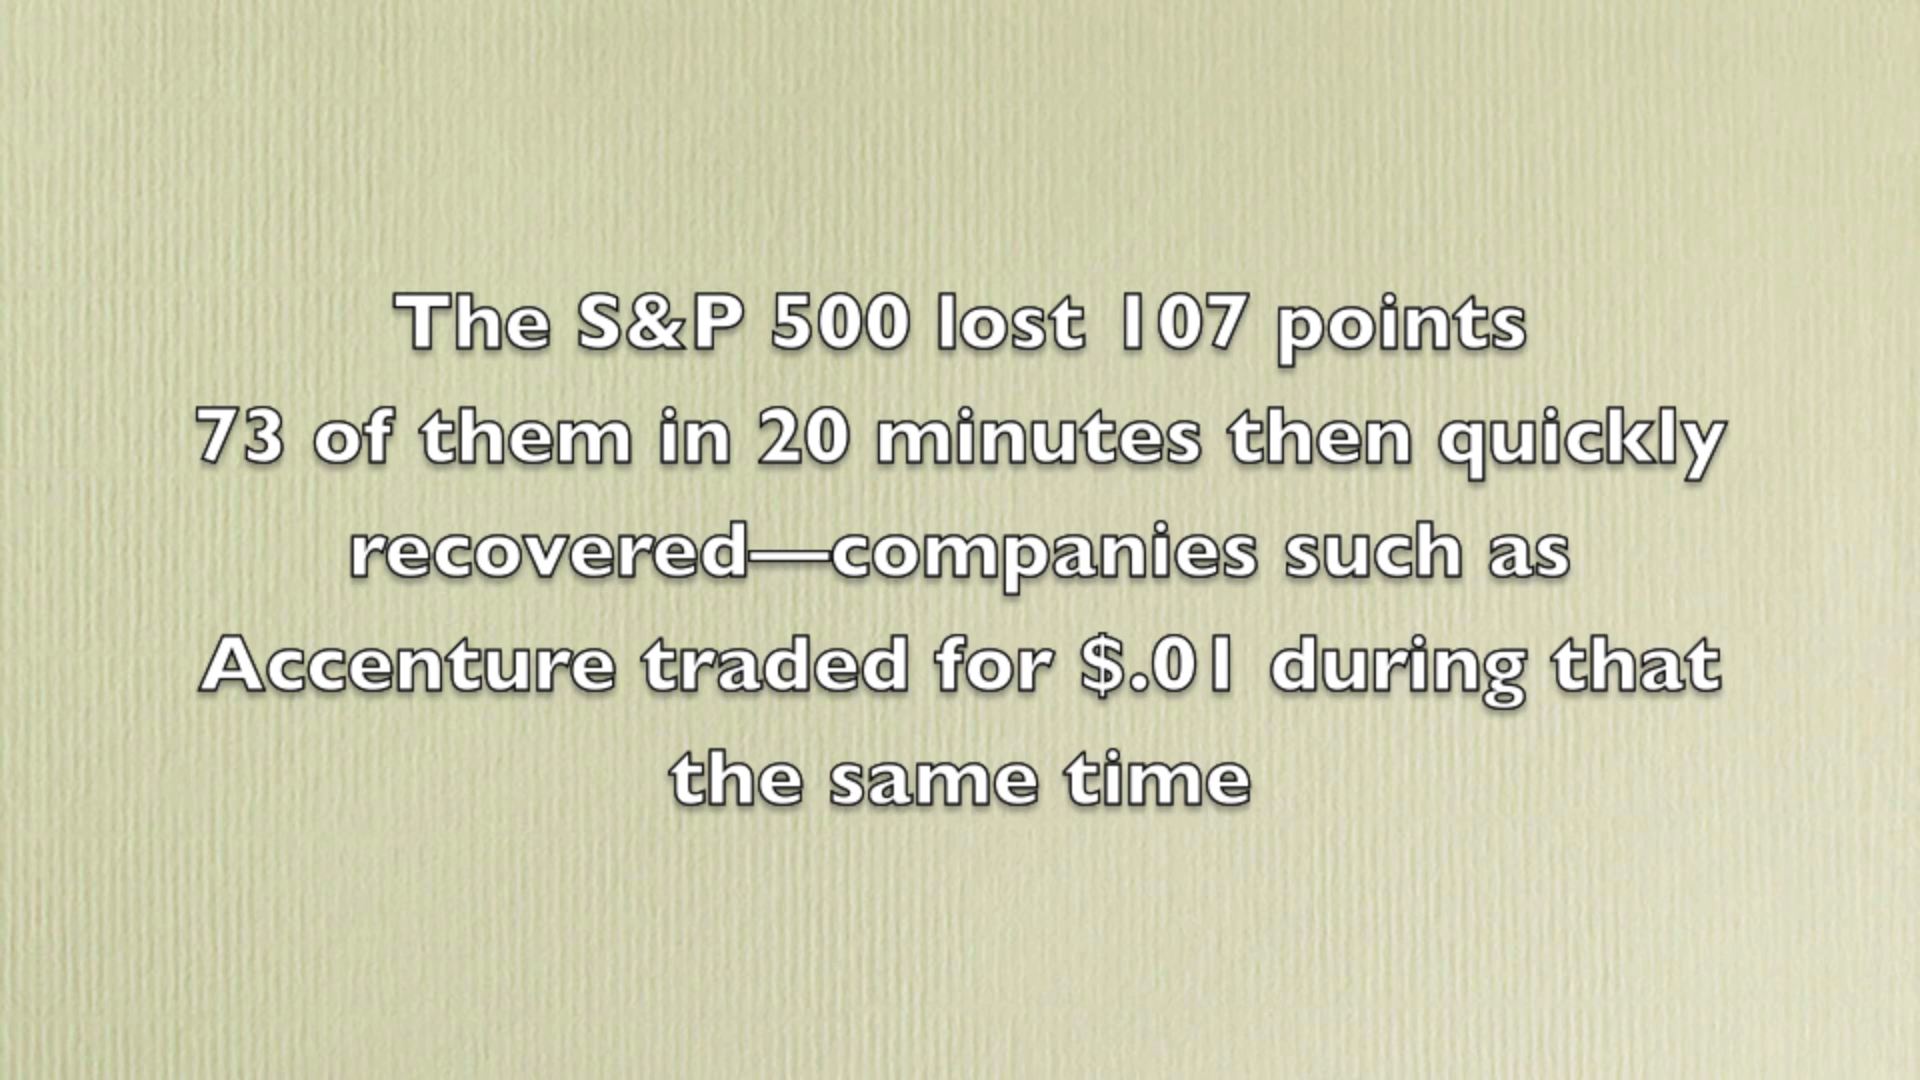 The S&P 500 lost 107 points
73 of them in 20 minutes then quickly
recovered—companies such as
Accenture traded for $.01 during that
the same time